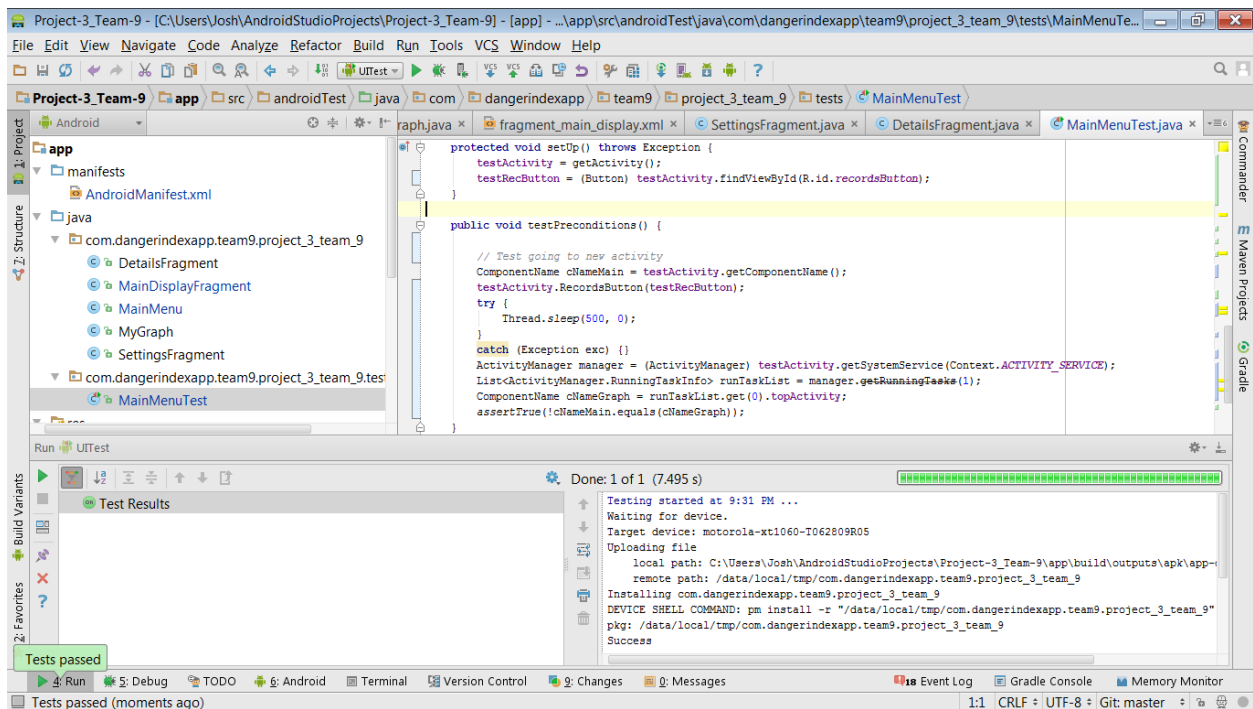 Project-3_Team-9 - [C:\Users\Josh\AndroidStudioProjects\Project-3_Team-9] - [app] - ...\app\src\androidTest\java\com\dangerindexapp\team9\project_3_team_9\tests\MainMenuTe...
File Edit View Navigate Code Analyze Refactor Build Run Tools VCS Window Help
UITest VCS VCS ?
Project-3_Team-9 app src androidTest java com dangerindexapp team9 project_3_team_9 tests MainMenuTest
1: Project
Z: Structure
Android
app
manifests
AndroidManifest.xml
java
com.dangerindexapp.team9.project_3_team_9
DetailsFragment
MainDisplayFragment
MainMenu
MyGraph
SettingsFragment
com.dangerindexapp.team9.project_3_team_9.tes
MainMenuTest
raph.java × fragment_main_display.xml × SettingsFragment.java × DetailsFragment.java × MainMenuTest.java × 6
protected void setUp() throws Exception {
testActivity = getActivity();
testRecButton = (Button) testActivity.findViewById(R.id.recordsButton);
}
public void testPreconditions() {
// Test going to new activity
ComponentName cNameMain = testActivity.getComponentName();
testActivity.RecordsButton(testRecButton);
try {
Thread.sleep(500, 0);
}
catch (Exception exc) {}
ActivityManager manager = (ActivityManager) testActivity.getSystemService(Context.ACTIVITY_SERVICE);
List<ActivityManager.RunningTaskInfo> runTaskList = manager.getRunningTasks(1);
ComponentName cNameGraph = runTaskList.get(0).topActivity;
assertTrue(!cNameMain.equals(cNameGraph));
}
Commander
m Maven Projects
Gradle
Run UITest
Build Variants
2: Favorites
Test Results
Done: 1 of 1 (7.495 s)
Testing started at 9:31 PM ...
Waiting for device.
Target device: motorola-xt1060-T062809R05
Uploading file
local path: C:\Users\Josh\AndroidStudioProjects\Project-3_Team-9\app\build\outputs\apk\app-
remote path: /data/local/tmp/com.dangerindexapp.team9.project_3_team_9
Installing com.dangerindexapp.team9.project_3_team_9
DEVICE SHELL COMMAND: pm install -r "/data/local/tmp/com.dangerindexapp.team9.project_3_team_9"
pkg: /data/local/tmp/com.dangerindexapp.team9.project_3_team_9
Success
Tests passed
4: Run 5: Debug TODO 6: Android Terminal Version Control 9: Changes 0: Messages 18 Event Log Gradle Console Memory Monitor
Tests passed (moments ago) 1:1 CRLF UTF-8 Git: master